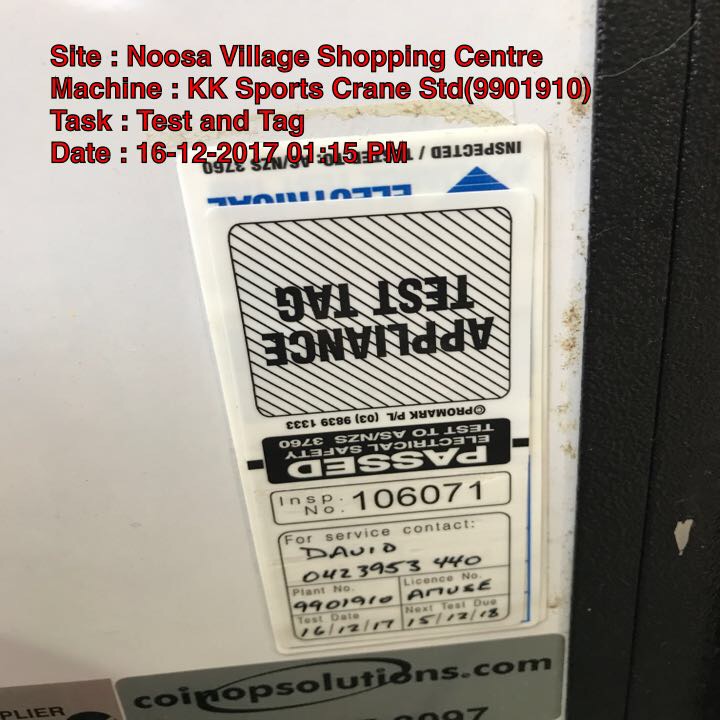 Site : Noosa Village Shopping Centre
Machine : KK Sports Crane Std(9901910)
Task : Test and Tag
Date : 16-12-2017 01:15 PM
INSPECTED / TESTED TO: AS/NZS 3760
ELECTRICAL
APPLIANCE
TEST TAG
©PROMARK P/L (03) 9839 1333
PASSED
ELECTRICAL SAFETY
TEST TO AS/NZS 3760
Insp. No. 106071
For service contact:
DAVID
0423953 440
Plant No. Licence No.
9901910 AMUSE
Test Date Next Test Due
16/12/17 15/12/18
coinopsolutions.com
PLIER